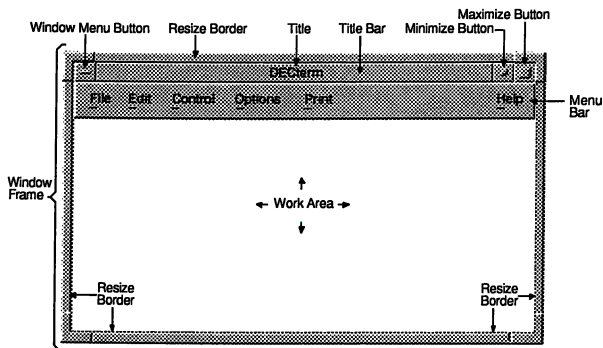 Maximize Button
Window Menu Button Resize Border Title Title Bar Minimize Button
DECterm
File Edit Control Options Print Help
Menu
Bar
Window
Frame
Work Area
Resize
Border
Resize
Border